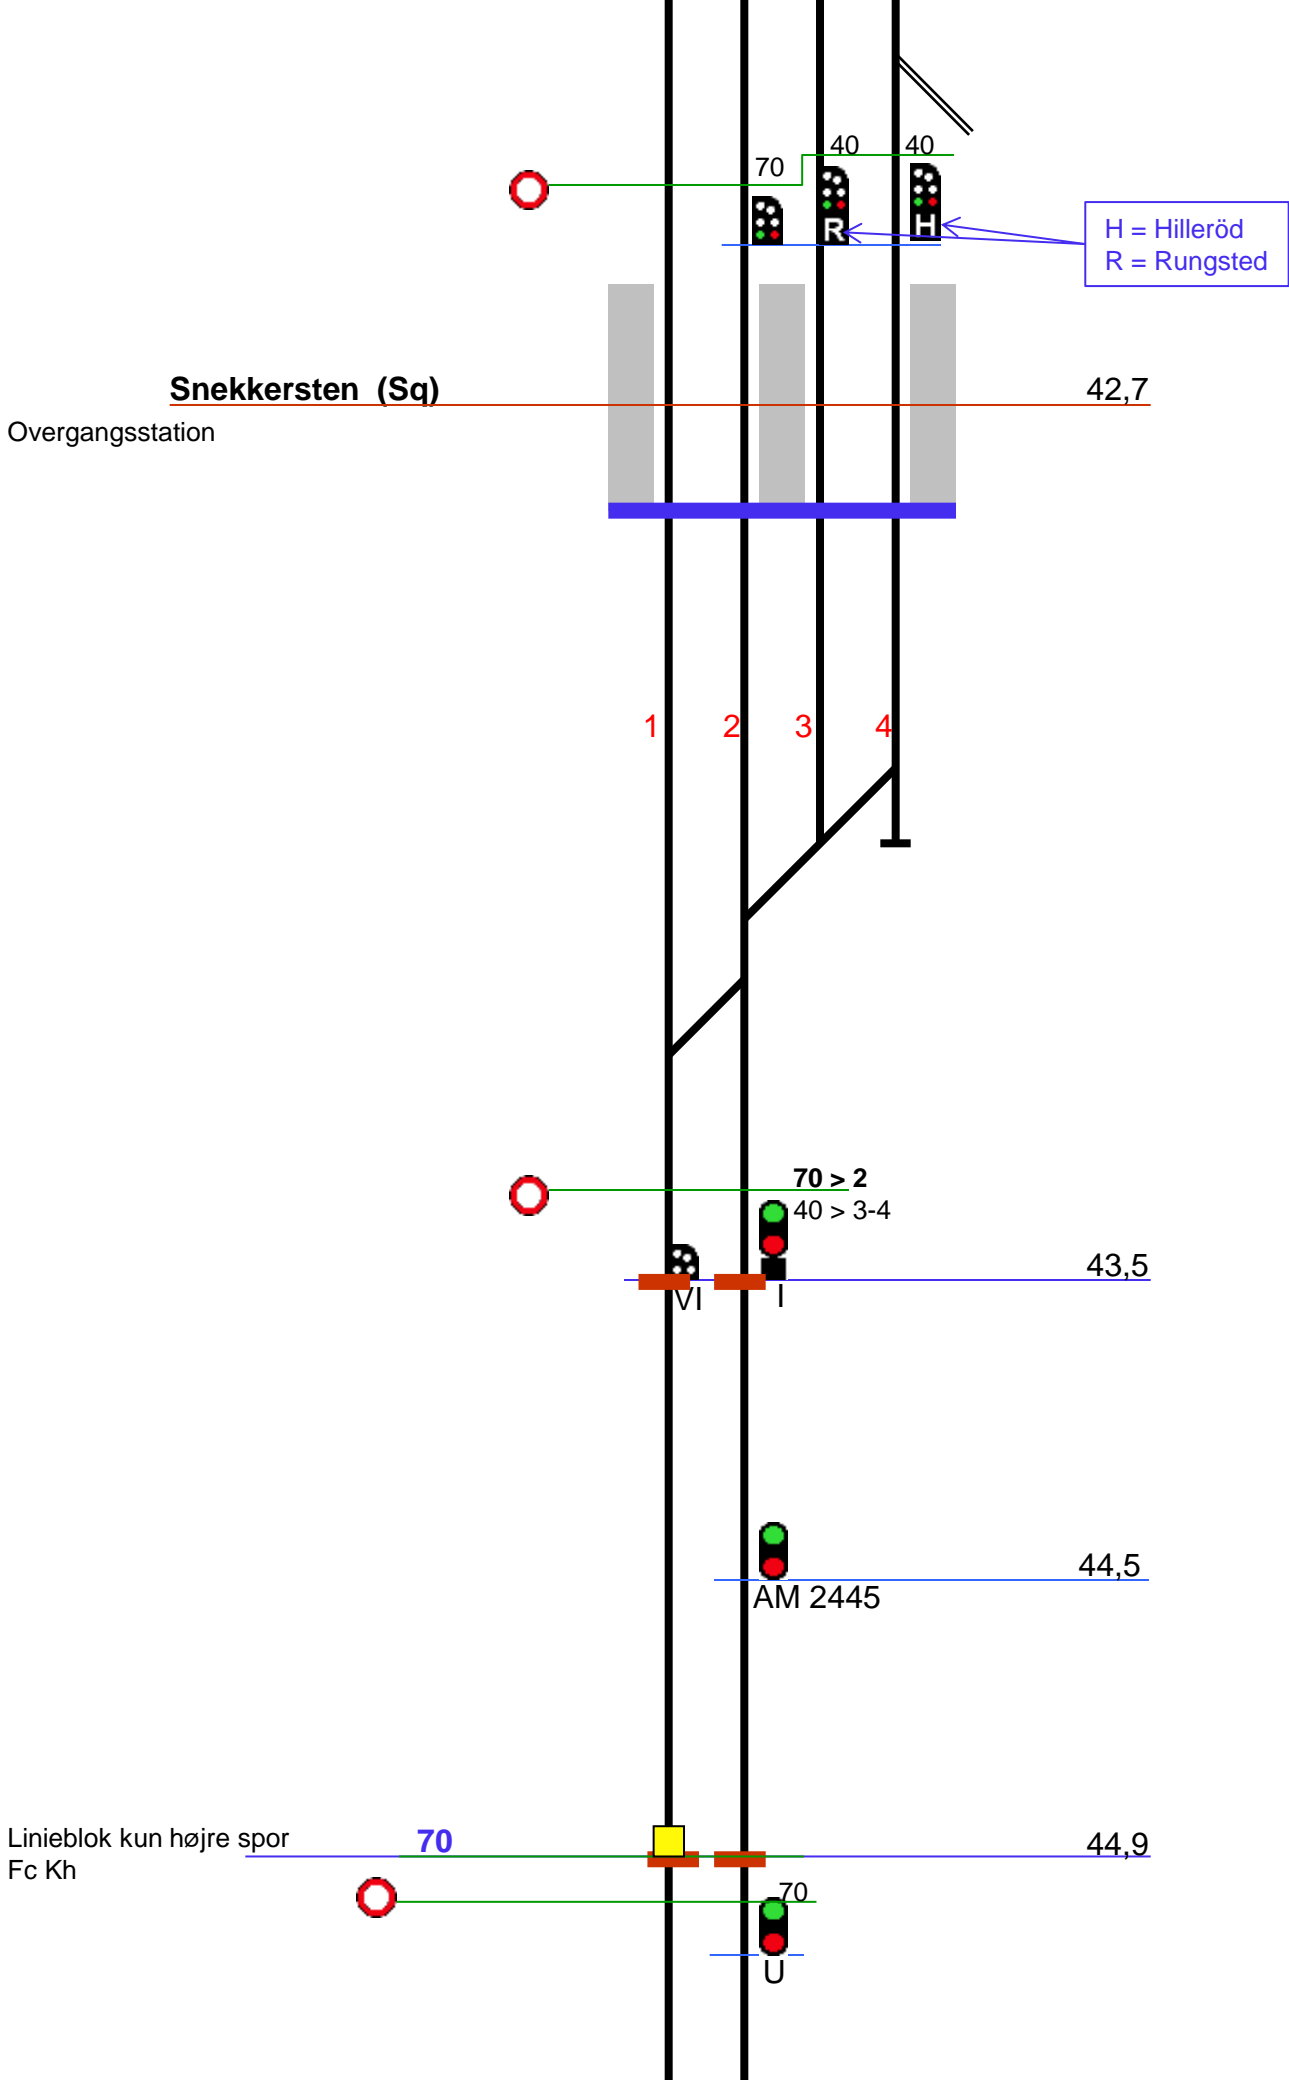 40 40
70
R H
H = Hilleröd
R = Rungsted
Snekkersten (Sq) 42,7
Overgangsstation
1 2 3 4
70 > 2
40 > 3-4
43,5
VI I
44,5
AM 2445
Linieblok kun højre spor 70 44,9
Fc Kh
70
U